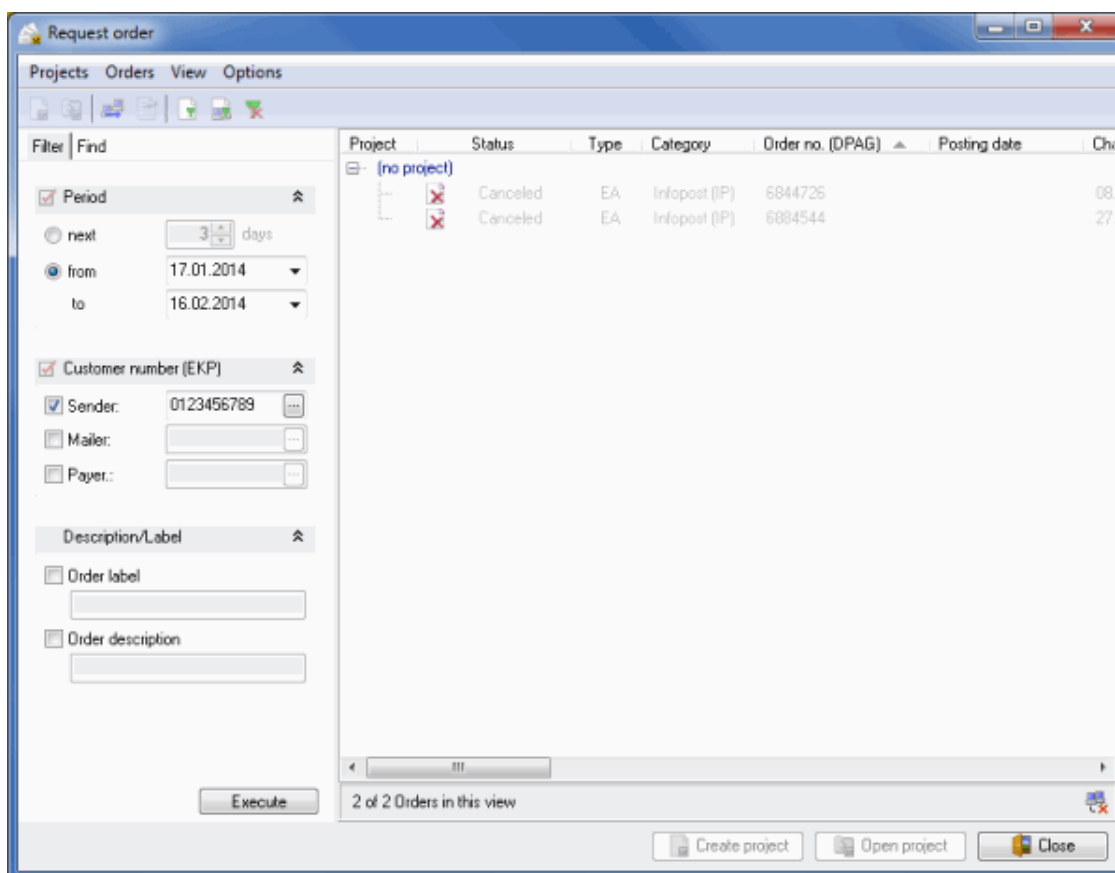 Request order
Projects Orders View Options
Filter Find
Period
next 3 days
from 17.01.2014
to 16.02.2014
Customer number (EKP)
Sender: 0123456789 ...
Mailer: ...
Payer.: ...
Description/Label
Order label
Order description
Execute
Project Status Type Category Order no. (DPAG) Posting date Cha
(no project)
Canceled EA Infopost (IP) 6844726 08.
Canceled EA Infopost (IP) 6884544 27
2 of 2 Orders in this view
Create project Open project Close